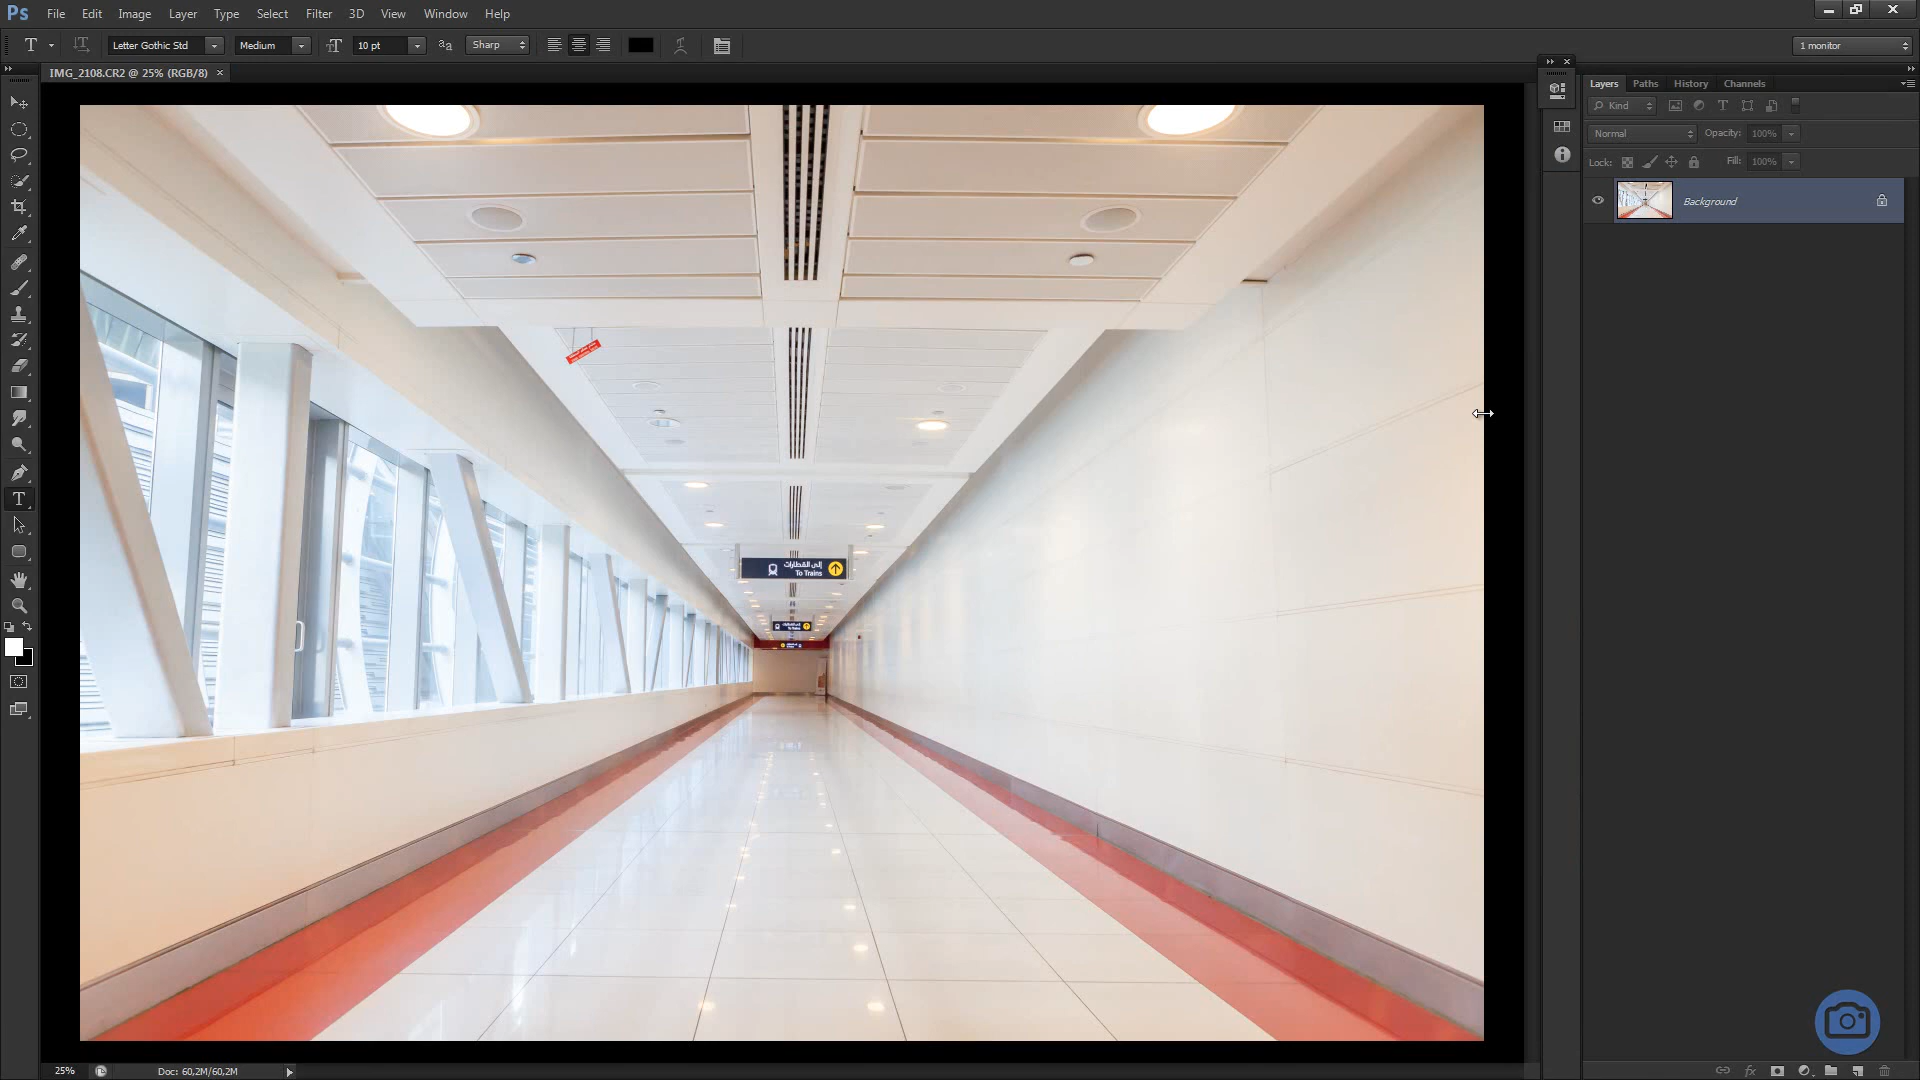 Ps File Edit Image Layer Type Select Filter 3D View Window Help
T Letter Gothic Std Medium 10 pt Sharp 1 monitor
IMG_2108.CR2 @ 25% (RGB/8) ×
Layers Paths History Channels
Kind
Normal Opacity: 100%
Lock: Fill: 100%
Background
إلى القطارات
To Trains
25% Doc: 60,2M/60,2M